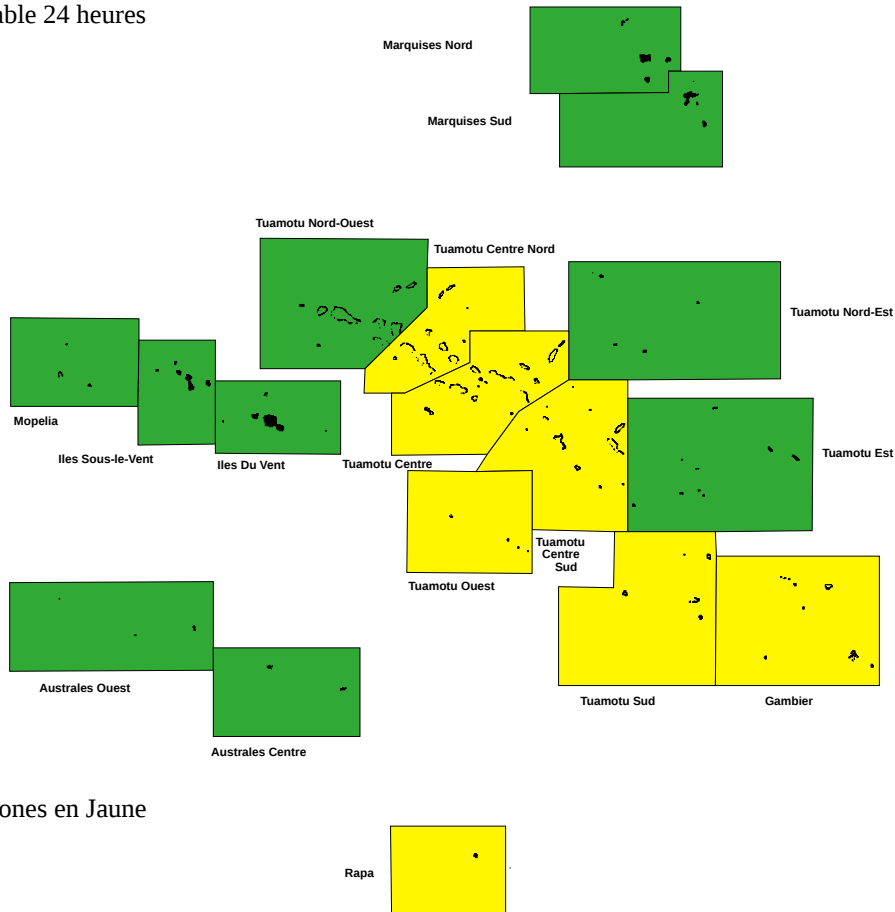 able 24 heures
Marquises Nord
Marquises Sud
Tuamotu Nord-Ouest
Tuamotu Centre Nord
Tuamotu Nord-Est
Mopelia
Iles Sous-le-Vent
Iles Du Vent
Tuamotu Centre
Tuamotu Est
Tuamotu
Centre
Sud
Tuamotu Ouest
Australes Ouest
Tuamotu Sud
Gambier
Australes Centre
ones en Jaune
Rapa